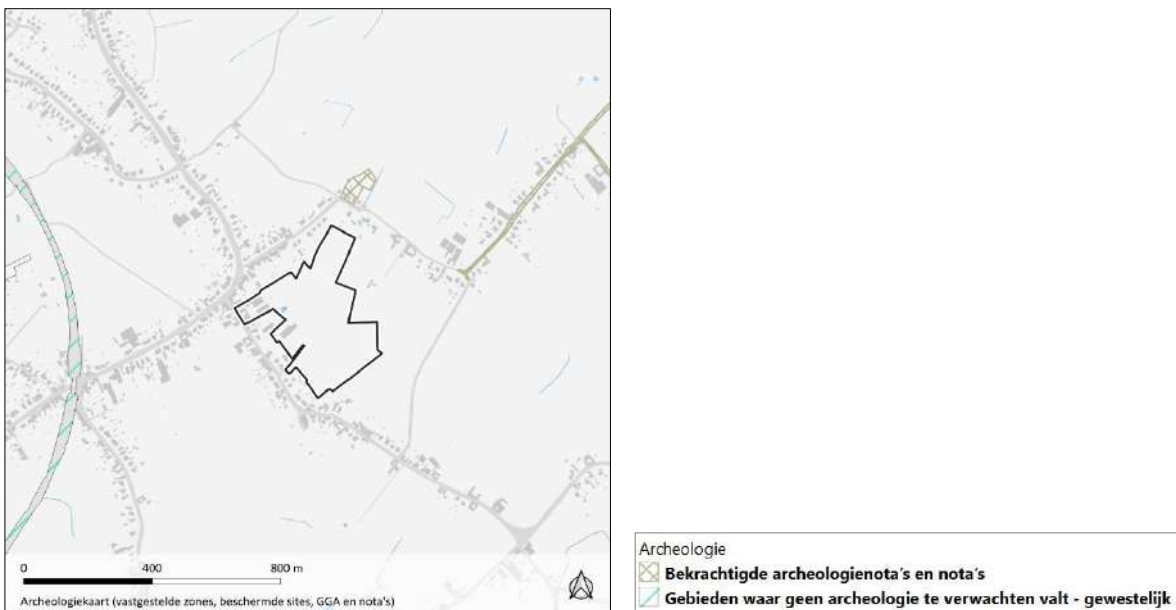 0 400 800 m
Archeologiekaart (vastgestelde zones, beschermde sites, GGA en nota's)
Archeologie
Bekrachtigde archeologienota's en nota's
Gebieden waar geen archeologie te verwachten valt - gewestelijk